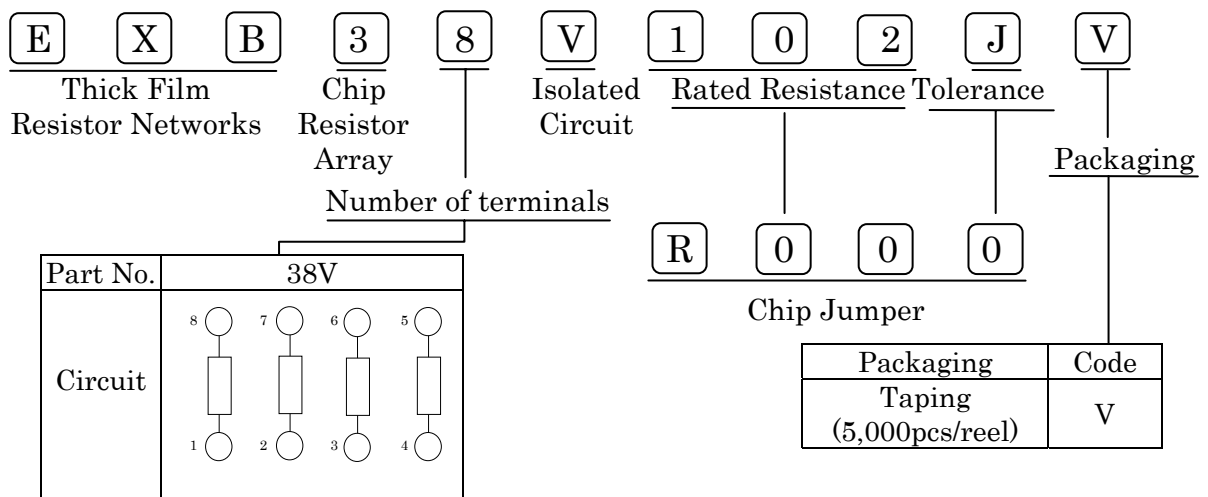 E X B 3 8 V 1 0 2 J V
Thick Film
Resistor Networks
Chip
Resistor
Array
Isolated
Circuit
Rated Resistance
Tolerance
Packaging
Number of terminals
R 0 0 0
Chip Jumper
Part No. 38V
8 7 6 5
Circuit
1 2 3 4
Packaging Code
Taping
(5,000pcs/reel)
V